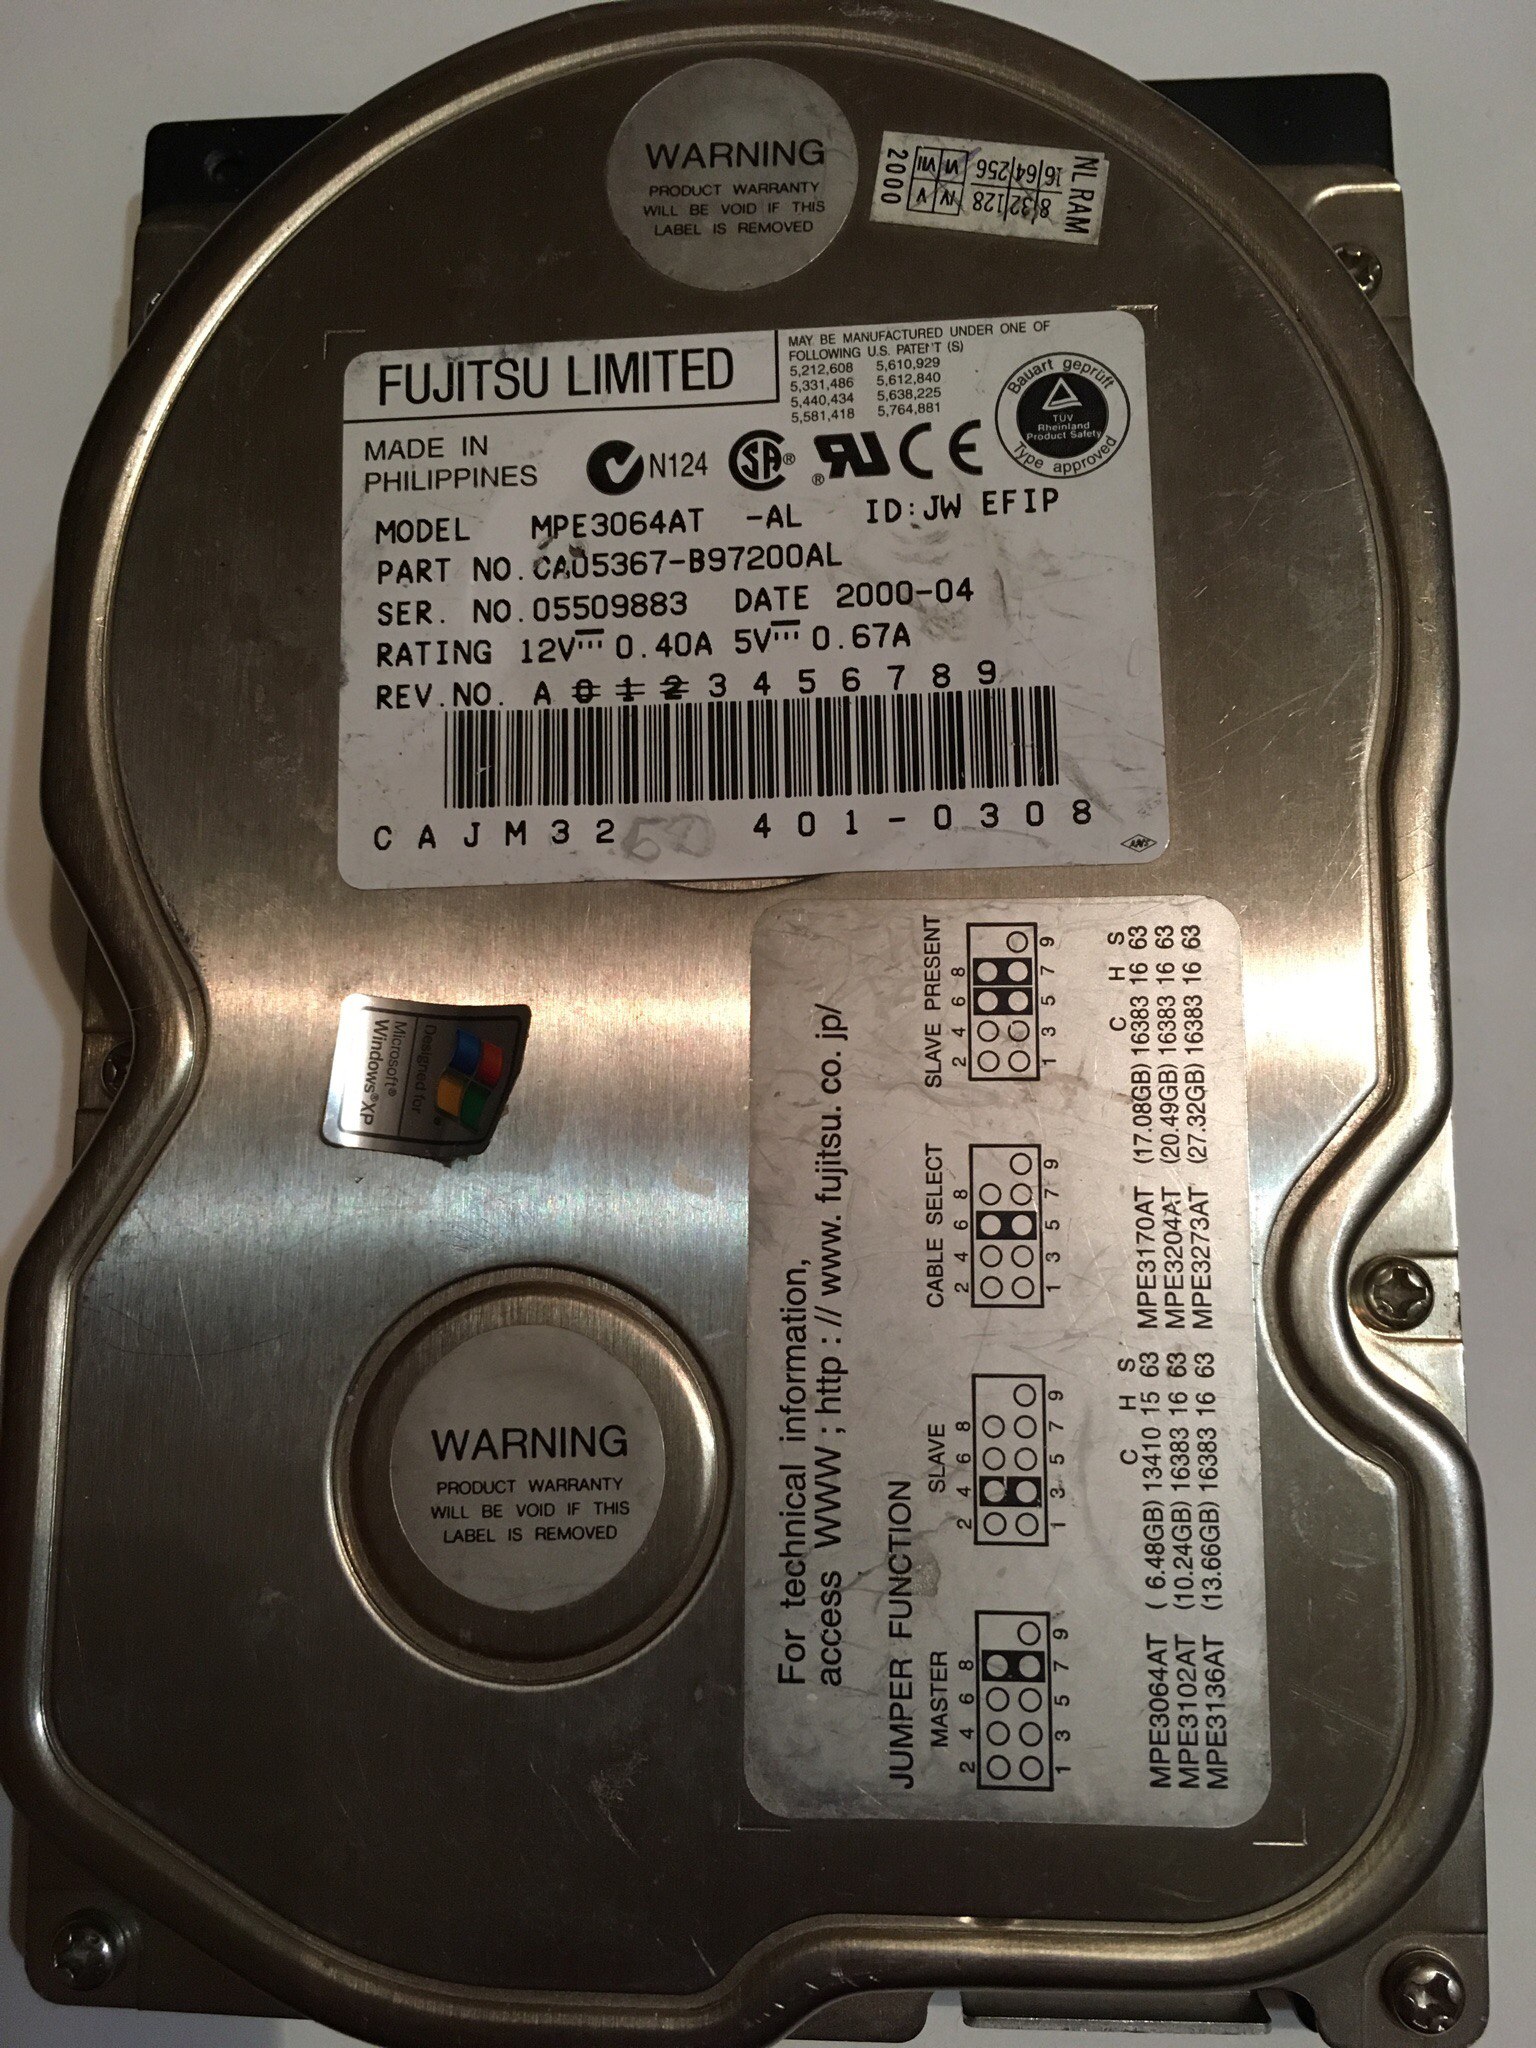 WARNING
PRODUCT WARRANTY
WILL BE VOID IF THIS
LABEL IS REMOVED
NL RAM
8 32 128
16 64 256
IV V
VI VII
2000
FUJITSU LIMITED
MAY BE MANUFACTURED UNDER ONE OF
FOLLOWING U.S. PATENT (S)
5,212,608 5,610,929
5,331,486 5,612,840
5,440,434 5,638,225
5,581,418 5,764,881
Bauart geprüft
TÜV
Rheinland
Product Safety
Type approved
MADE IN
PHILIPPINES
N124 SA® ®RU CE
MODEL MPE3064AT -AL ID:JW EFIP
PART NO. CA05367-B97200AL
SER. NO. 05509883 DATE 2000-04
RATING 12V 0.40A 5V 0.67A
REV.NO. A 0 1 2 3 4 5 6 7 8 9
CAJM32 401-0308
Designed for
Microsoft®
Windows®XP
WARNING
PRODUCT WARRANTY
WILL BE VOID IF THIS
LABEL IS REMOVED
For technical information,
access WWW ; http : // www. fujitsu. co. jp/
JUMPER FUNCTION
MASTER SLAVE CABLE SELECT SLAVE PRESENT
2 4 6 8 2 4 6 8 2 4 6 8 2 4 6 8
1 3 5 7 9 1 3 5 7 9 1 3 5 7 9 1 3 5 7 9
C H S C H S
MPE3064AT ( 6.48GB) 13410 15 63 MPE3170AT (17.08GB) 16383 16 63
MPE3102AT (10.24GB) 16383 16 63 MPE3204AT (20.49GB) 16383 16 63
MPE3136AT (13.66GB) 16383 16 63 MPE3273AT (27.32GB) 16383 16 63